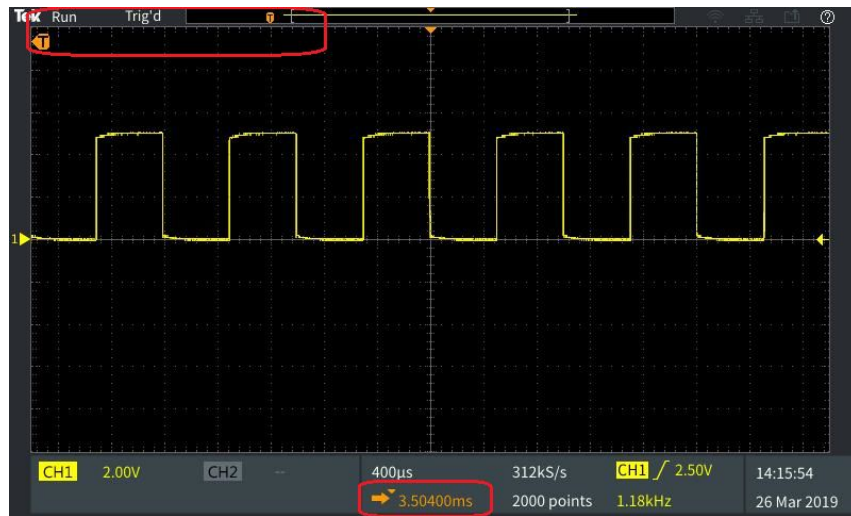 Tek Run Trig'd T ?
T
1
CH1 2.00V CH2 -- 400µs 312kS/s CH1 2.50V 14:15:54
3.50400ms 2000 points 1.18kHz 26 Mar 2019